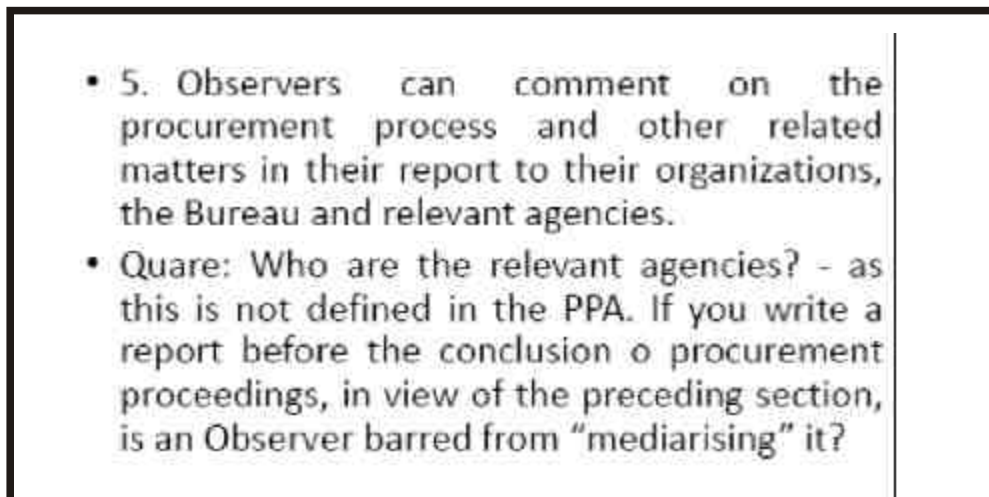 • 5. Observers can comment on the
procurement process and other related
matters in their report to their organizations,
the Bureau and relevant agencies.
• Quare: Who are the relevant agencies? - as
this is not defined in the PPA. If you write a
report before the conclusion o procurement
proceedings, in view of the preceding section,
is an Observer barred from “mediarising” it?